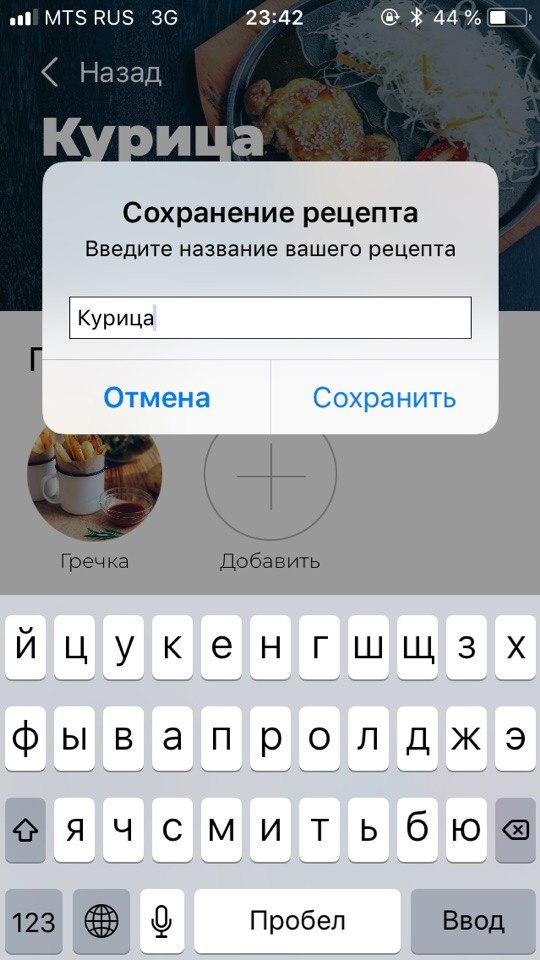 MTS RUS 3G 23:42 44 %
Назад
Курица
Сохранение рецепта
Введите название вашего рецепта
Курица
Отмена Сохранить
Гречка Добавить
й ц у к е н г ш щ з х
ф ы в а п р о л д ж э
я ч с м и т ь б ю
123 Пробел Ввод